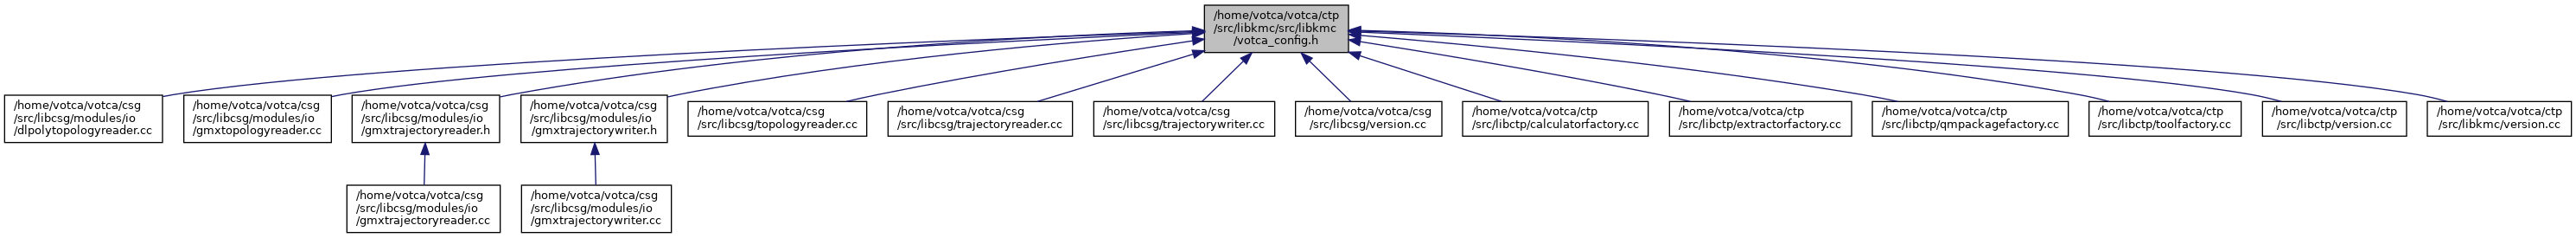 /home/votca/votca/ctp
/src/libkmc/src/libkmc
/votca_config.h
/home/votca/votca/csg
/src/libcsg/modules/io
/dlpolytopologyreader.cc
/home/votca/votca/csg
/src/libcsg/modules/io
/gmxtopologyreader.cc
/home/votca/votca/csg
/src/libcsg/modules/io
/gmxtrajectoryreader.h
/home/votca/votca/csg
/src/libcsg/modules/io
/gmxtrajectorywriter.h
/home/votca/votca/csg
/src/libcsg/topologyreader.cc
/home/votca/votca/csg
/src/libcsg/trajectoryreader.cc
/home/votca/votca/csg
/src/libcsg/trajectorywriter.cc
/home/votca/votca/csg
/src/libcsg/version.cc
/home/votca/votca/ctp
/src/libctp/calculatorfactory.cc
/home/votca/votca/ctp
/src/libctp/extractorfactory.cc
/home/votca/votca/ctp
/src/libctp/qmpackagefactory.cc
/home/votca/votca/ctp
/src/libctp/toolfactory.cc
/home/votca/votca/ctp
/src/libctp/version.cc
/home/votca/votca/ctp
/src/libkmc/version.cc
/home/votca/votca/csg
/src/libcsg/modules/io
/gmxtrajectoryreader.cc
/home/votca/votca/csg
/src/libcsg/modules/io
/gmxtrajectorywriter.cc